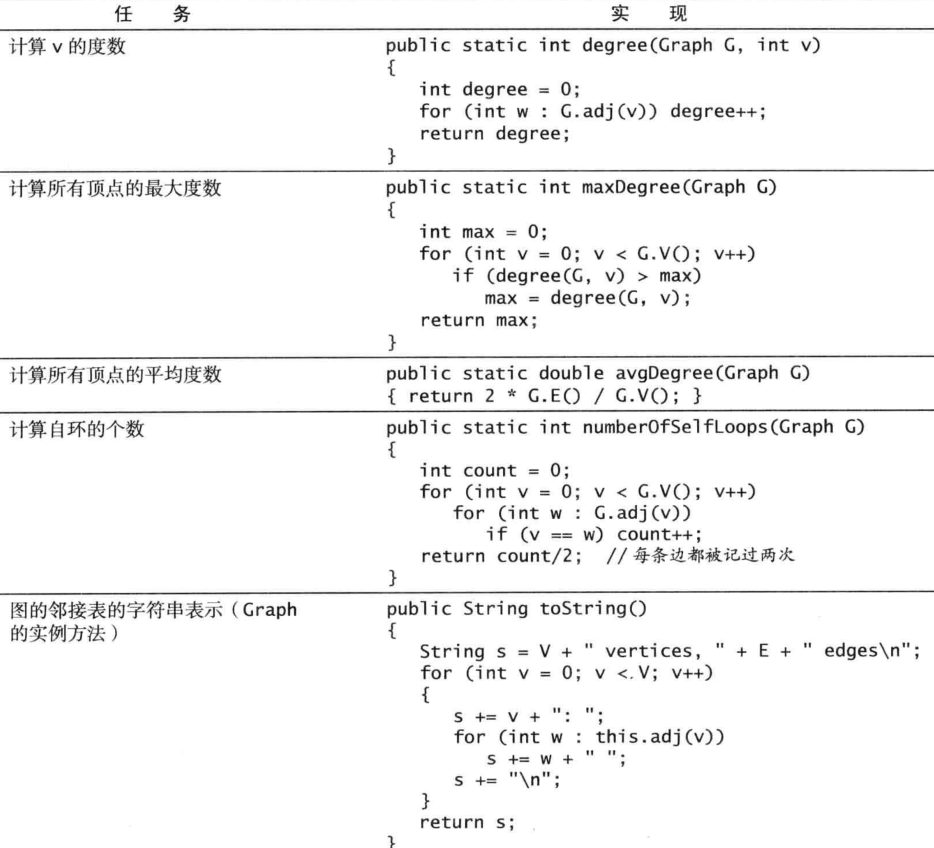 任 务 实 现
计算 v 的度数 public static int degree(Graph G, int v)
{
int degree = 0;
for (int w : G.adj(v)) degree++;
return degree;
}
计算所有顶点的最大度数 public static int maxDegree(Graph G)
{
int max = 0;
for (int v = 0; v < G.V(); v++)
if (degree(G, v) > max)
max = degree(G, v);
return max;
}
计算所有顶点的平均度数 public static double avgDegree(Graph G)
{ return 2 * G.E() / G.V(); }
计算自环的个数 public static int numberOfSelfLoops(Graph G)
{
int count = 0;
for (int v = 0; v < G.V(); v++)
for (int w : G.adj(v))
if (v == w) count++;
return count/2; // 每条边都被记过两次
}
图的邻接表的字符串表示（Graph public String toString()
的实例方法） {
String s = V + " vertices, " + E + " edges\n";
for (int v = 0; v < V; v++)
{
s += v + ": ";
for (int w : this.adj(v))
s += w + " ";
s += "\n";
}
return s;
}